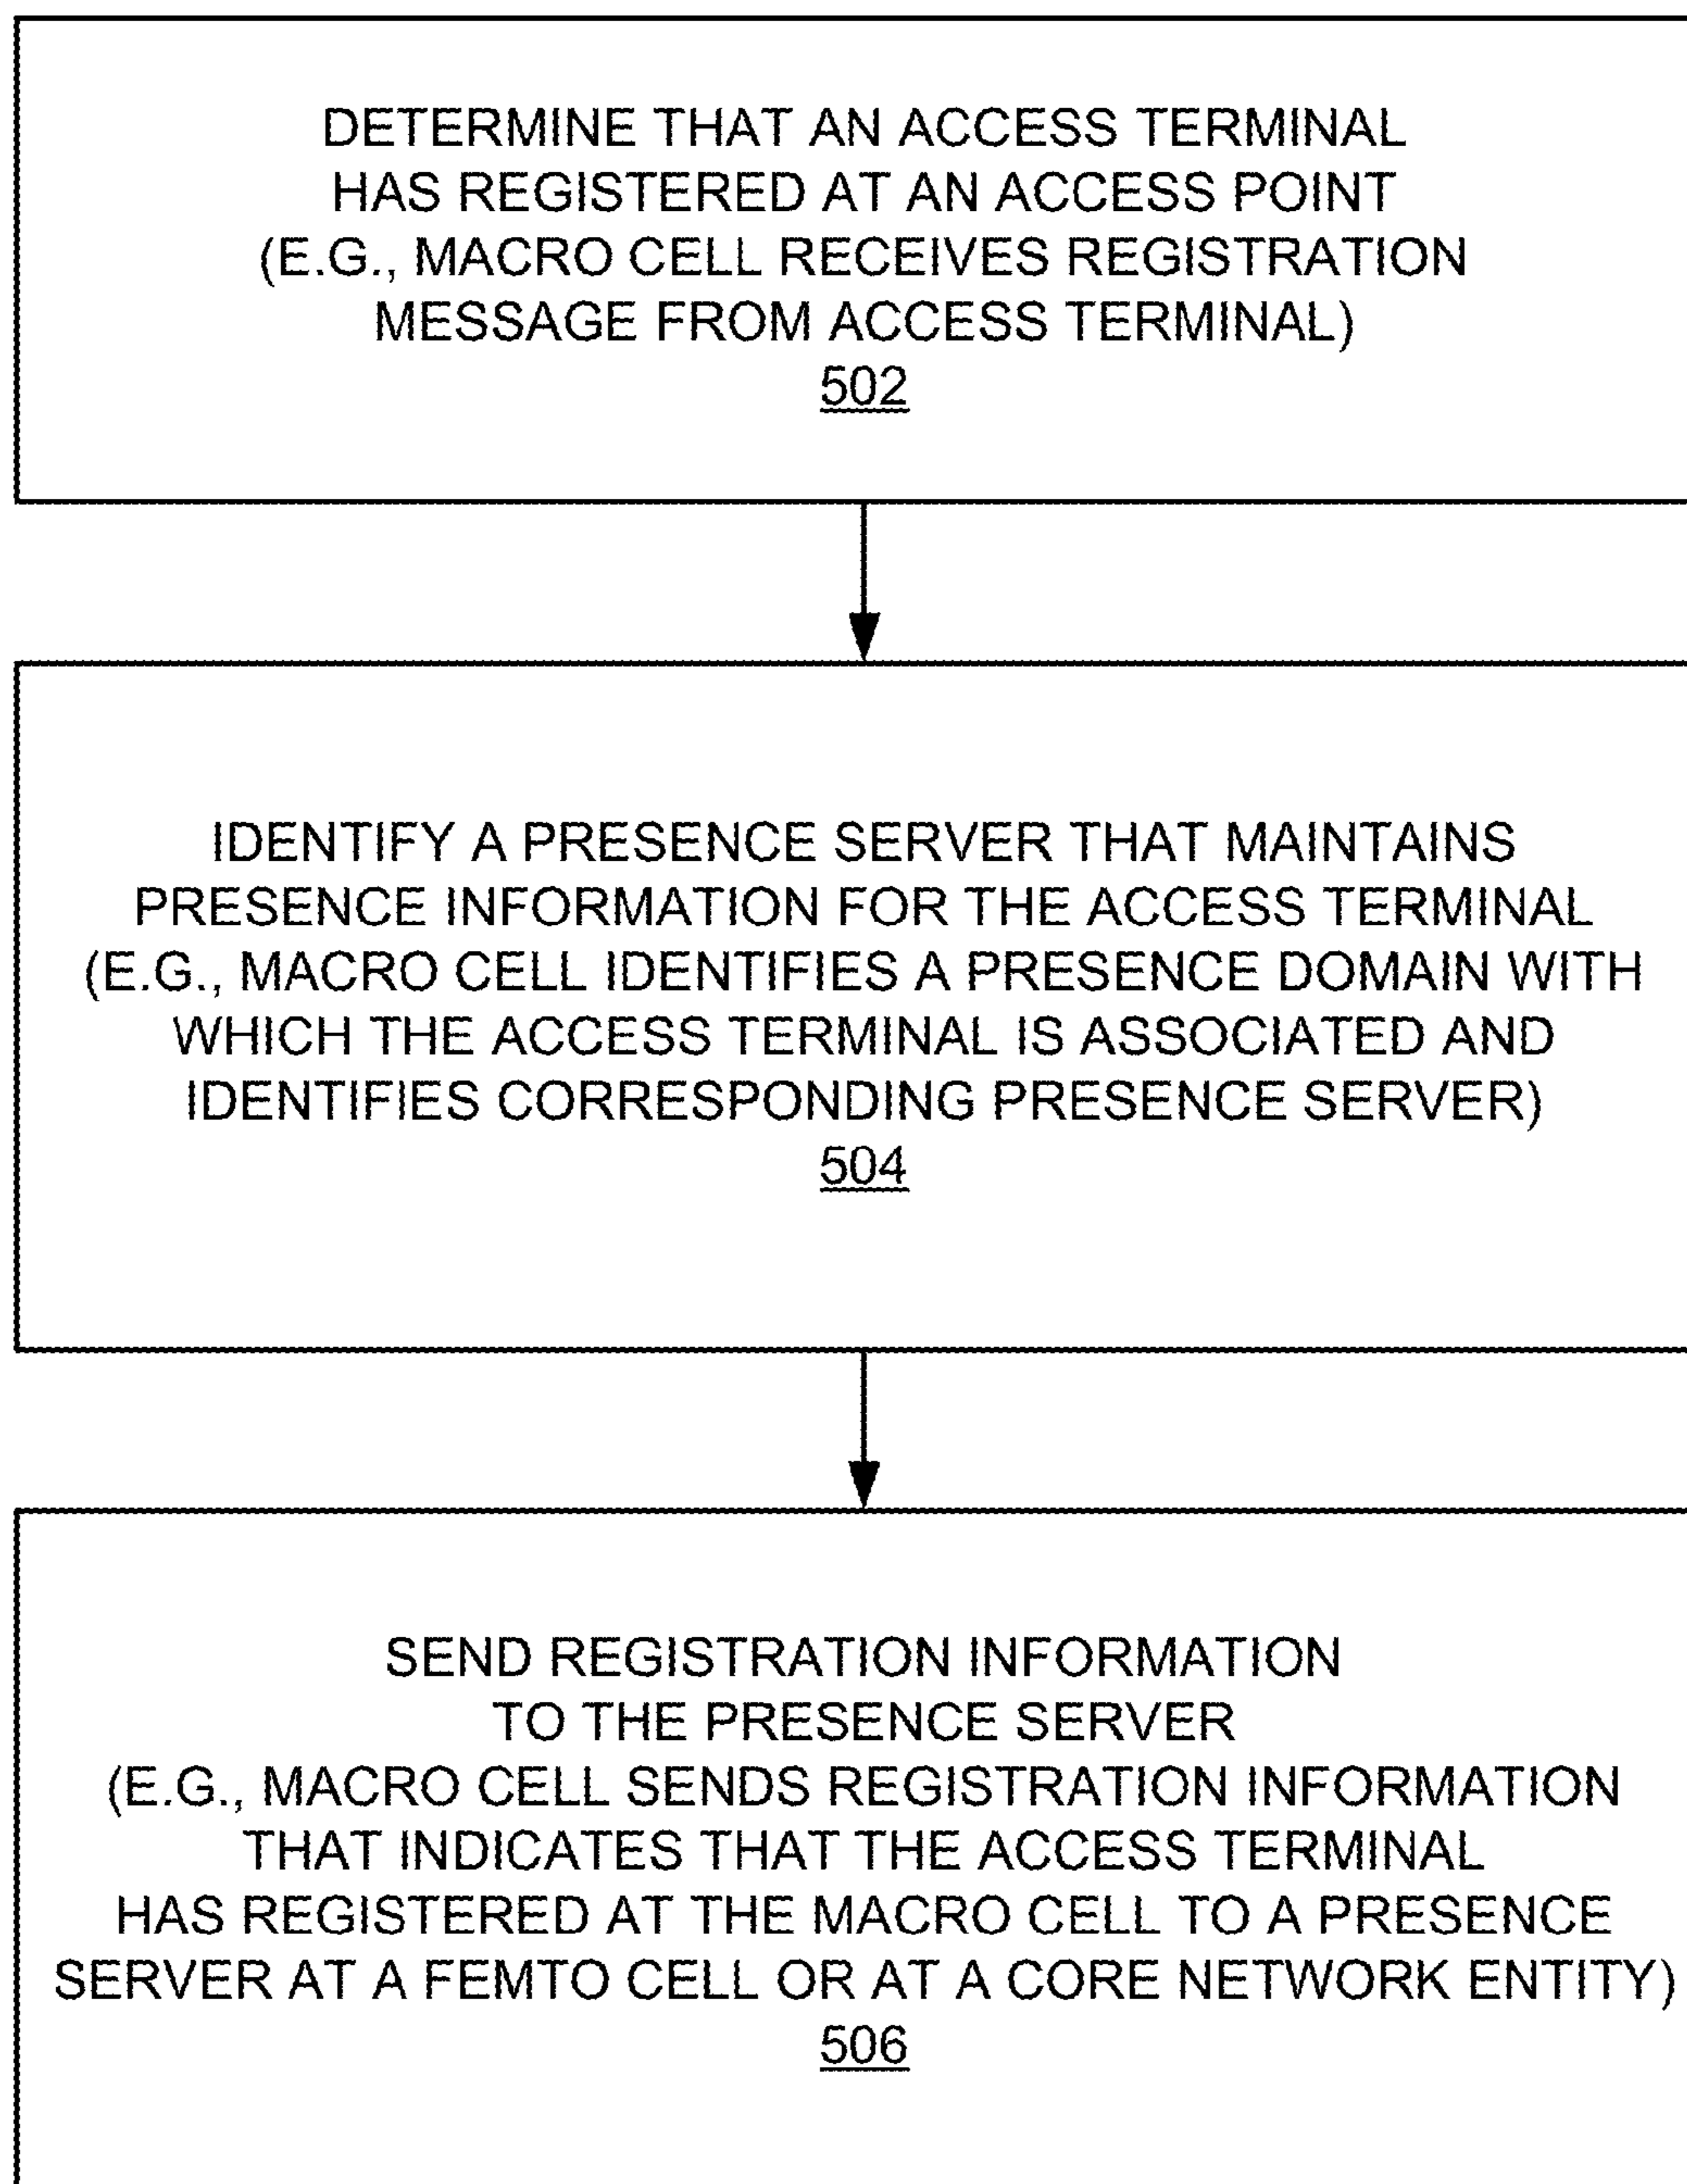 DETERMINE THAT AN ACCESS TERMINAL
HAS REGISTERED AT AN ACCESS POINT
(E.G., MACRO CELL RECEIVES REGISTRATION
MESSAGE FROM ACCESS TERMINAL)
502
IDENTIFY A PRESENCE SERVER THAT MAINTAINS
PRESENCE INFORMATION FOR THE ACCESS TERMINAL
(E.G., MACRO CELL IDENTIFIES A PRESENCE DOMAIN WITH
WHICH THE ACCESS TERMINAL IS ASSOCIATED AND
IDENTIFIES CORRESPONDING PRESENCE SERVER)
504
SEND REGISTRATION INFORMATION
TO THE PRESENCE SERVER
(E.G., MACRO CELL SENDS REGISTRATION INFORMATION
THAT INDICATES THAT THE ACCESS TERMINAL
HAS REGISTERED AT THE MACRO CELL TO A PRESENCE
SERVER AT A FEMTO CELL OR AT A CORE NETWORK ENTITY)
506